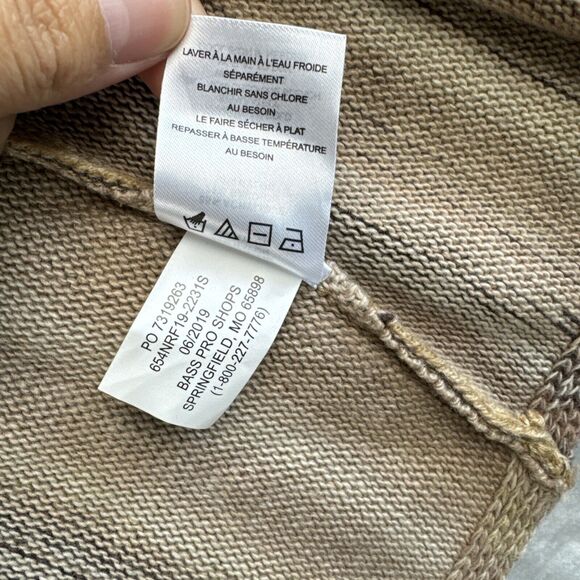 LAVER À LA MAIN À L'EAU FROIDE
SÉPARÉMENT
BLANCHIR SANS CHLORE
AU BESOIN
LE FAIRE SÉCHER À PLAT
REPASSER À BASSE TEMPÉRATURE
AU BESOIN
PO 7319263
654NRF19-2231S
06/2019
BASS PRO SHOPS
SPRINGFIELD, MO 65898
(1-800-227-7776)